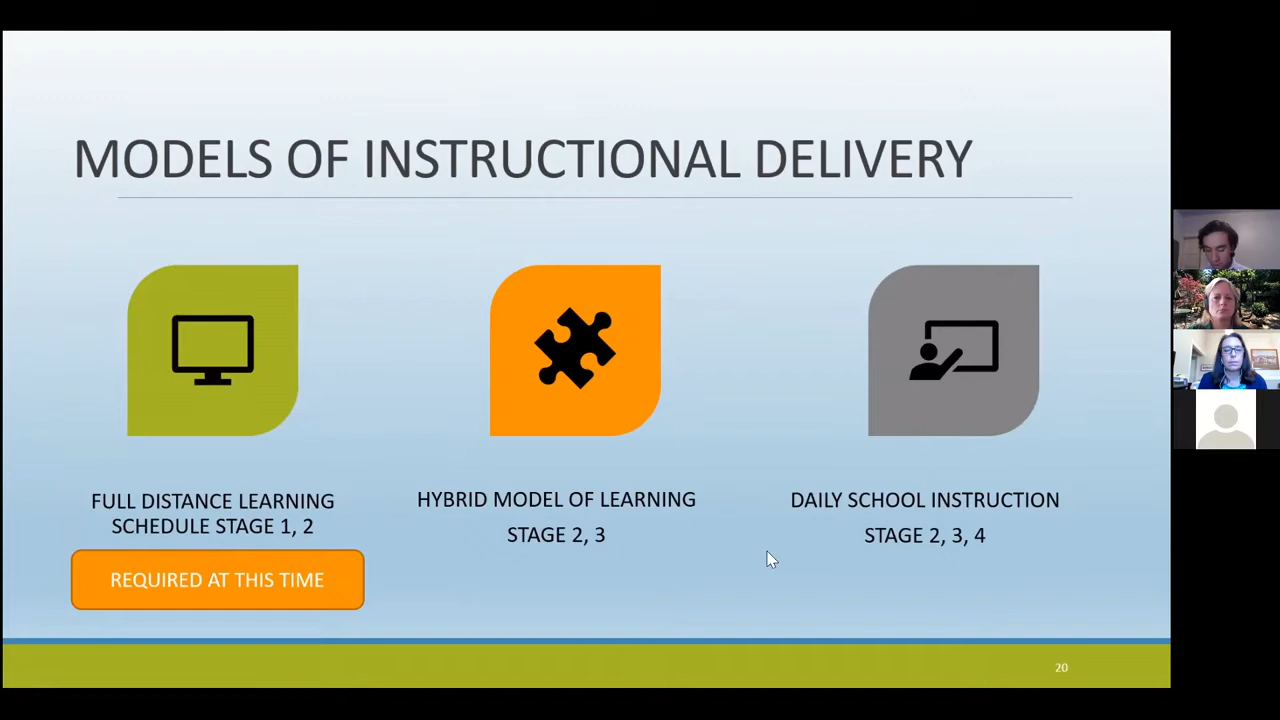 MODELS OF INSTRUCTIONAL DELIVERY
FULL DISTANCE LEARNING
SCHEDULE STAGE 1, 2
REQUIRED AT THIS TIME
HYBRID MODEL OF LEARNING
STAGE 2, 3
DAILY SCHOOL INSTRUCTION
STAGE 2, 3, 4
20